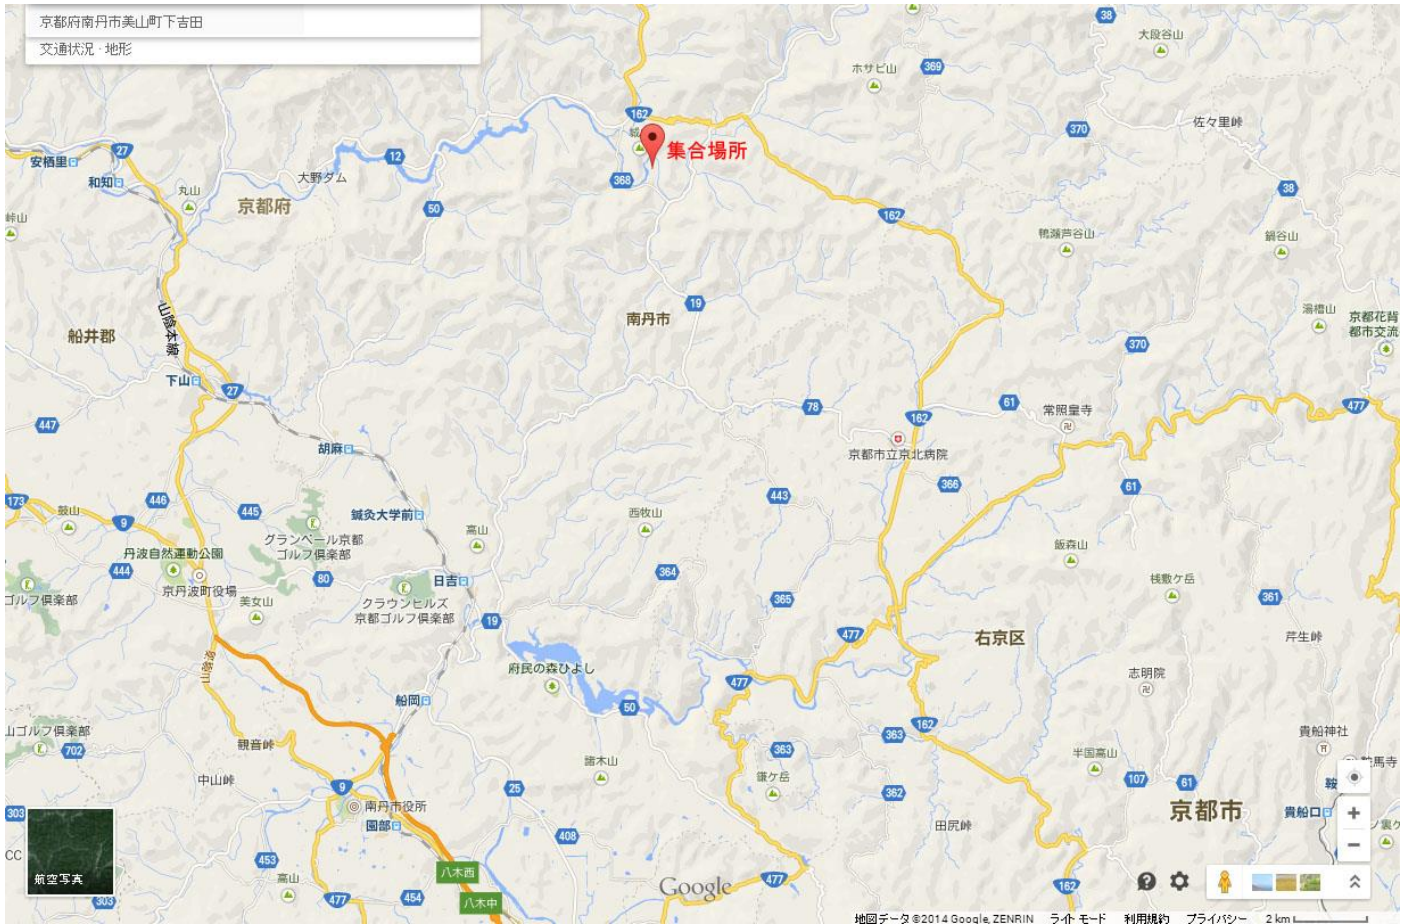 京都府南丹市美山町下吉田
交通状況・地形
38
大段谷山
ホサビ山
369
162
集合場所
370
佐々里峠
27
安栖里
和知
12
大野ダム
丸山
368
京都府
50
38
162
鴨瀬芦谷山
鍋谷山
19
南丹市
山陰本線
船井郡
湯槽山
京都花背
都市交流
370
下山
27
78
61
477
447
162
常照皇寺
胡麻
京都市立京北病院
173
446
445
443
366
61
9
鼓山
鍼灸大学前
高山
西牧山
グランベール京都
ゴルフ倶楽部
丹波自然運動公園
飯森山
444
京丹波町役場
80
日吉
364
桟敷ケ岳
ゴルフ倶楽部
美女山
クラウンヒルズ
京都ゴルフ倶楽部
365
361
19
477
右京区
芹生峠
府民の森ひよし
477
志明院
船岡
50
山ゴルフ倶楽部
702
観音峠
162
363
363
貴船神社
半国高山
諸木山
中山峠
鎌ケ岳
107
61
9
25
362
303
南丹市役所
園部
408
田尻峠
京都市
貴船口
453
八木西
高山
477
454
八木中
Google
477
162
303
航空写真
地図データ ©2014 Google, ZENRIN ライト モード 利用規約 プライバシー 2 km